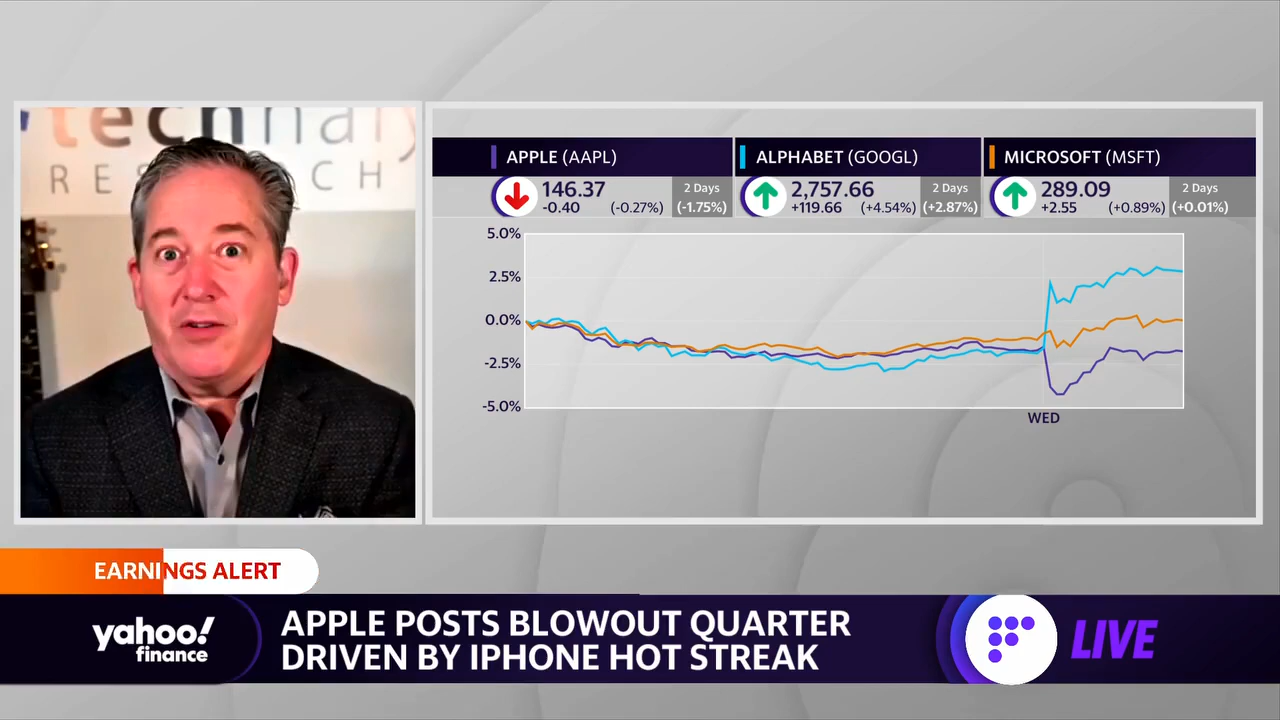 technaly
RESEARCH
APPLE (AAPL)
146.37
-0.40 (-0.27%)
2 Days
(-1.75%)
ALPHABET (GOOGL)
2,757.66
+119.66 (+4.54%)
2 Days
(+2.87%)
MICROSOFT (MSFT)
289.09
+2.55 (+0.89%)
2 Days
(+0.01%)
5.0%
2.5%
0.0%
-2.5%
-5.0%
WED
EARNINGS ALERT
yahoo!
finance
APPLE POSTS BLOWOUT QUARTER
DRIVEN BY IPHONE HOT STREAK
LIVE